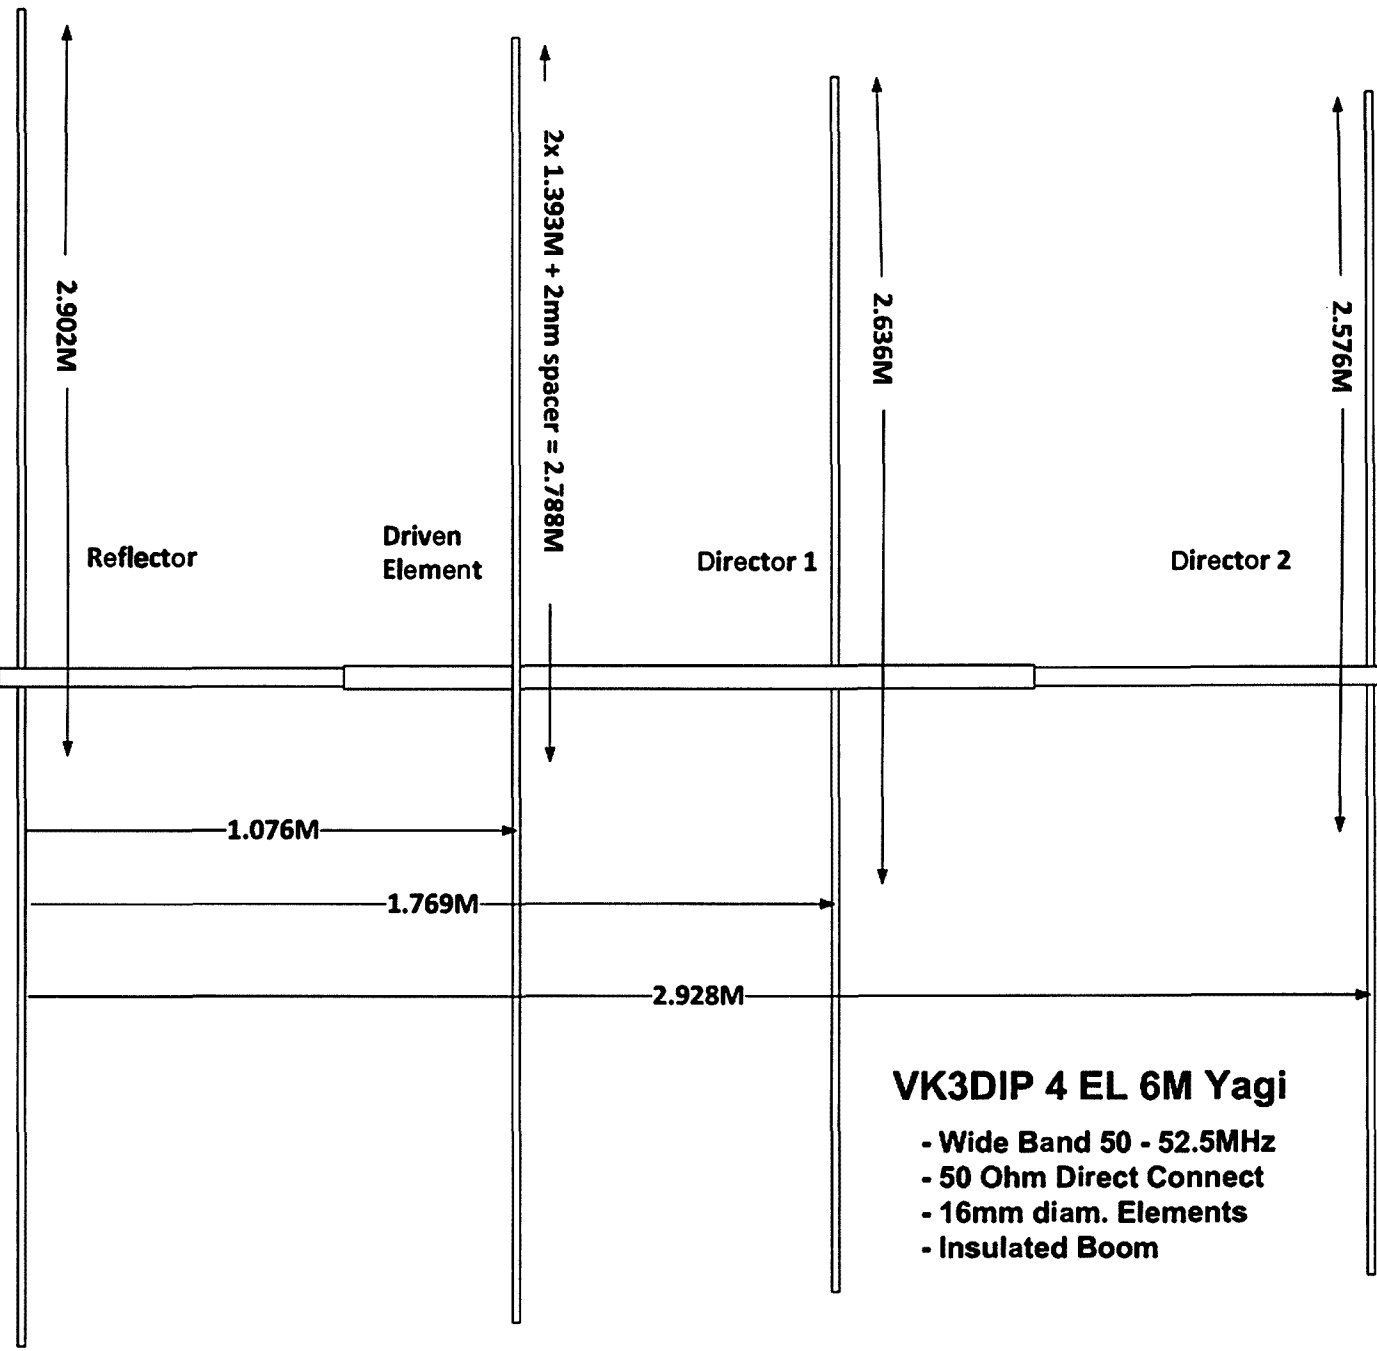 2.902M
2x 1.393M + 2mm spacer = 2.788M
2.636M
2.576M
Reflector
Driven
Element
Director 1
Director 2
1.076M
1.769M
2.928M
VK3DIP 4 EL 6M Yagi
- Wide Band 50 - 52.5MHz
- 50 Ohm Direct Connect
- 16mm diam. Elements
- Insulated Boom